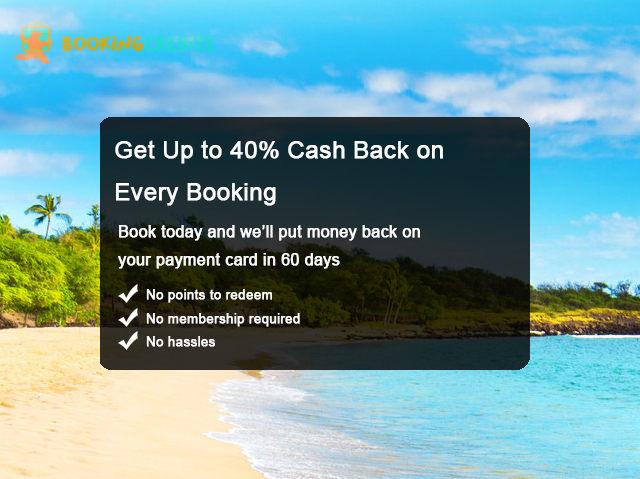 BOOKING CREDITS
Get Up to 40% Cash Back on
Every Booking
Book today and we’ll put money back on
your payment card in 60 days
No points to redeem
No membership required
No hassles